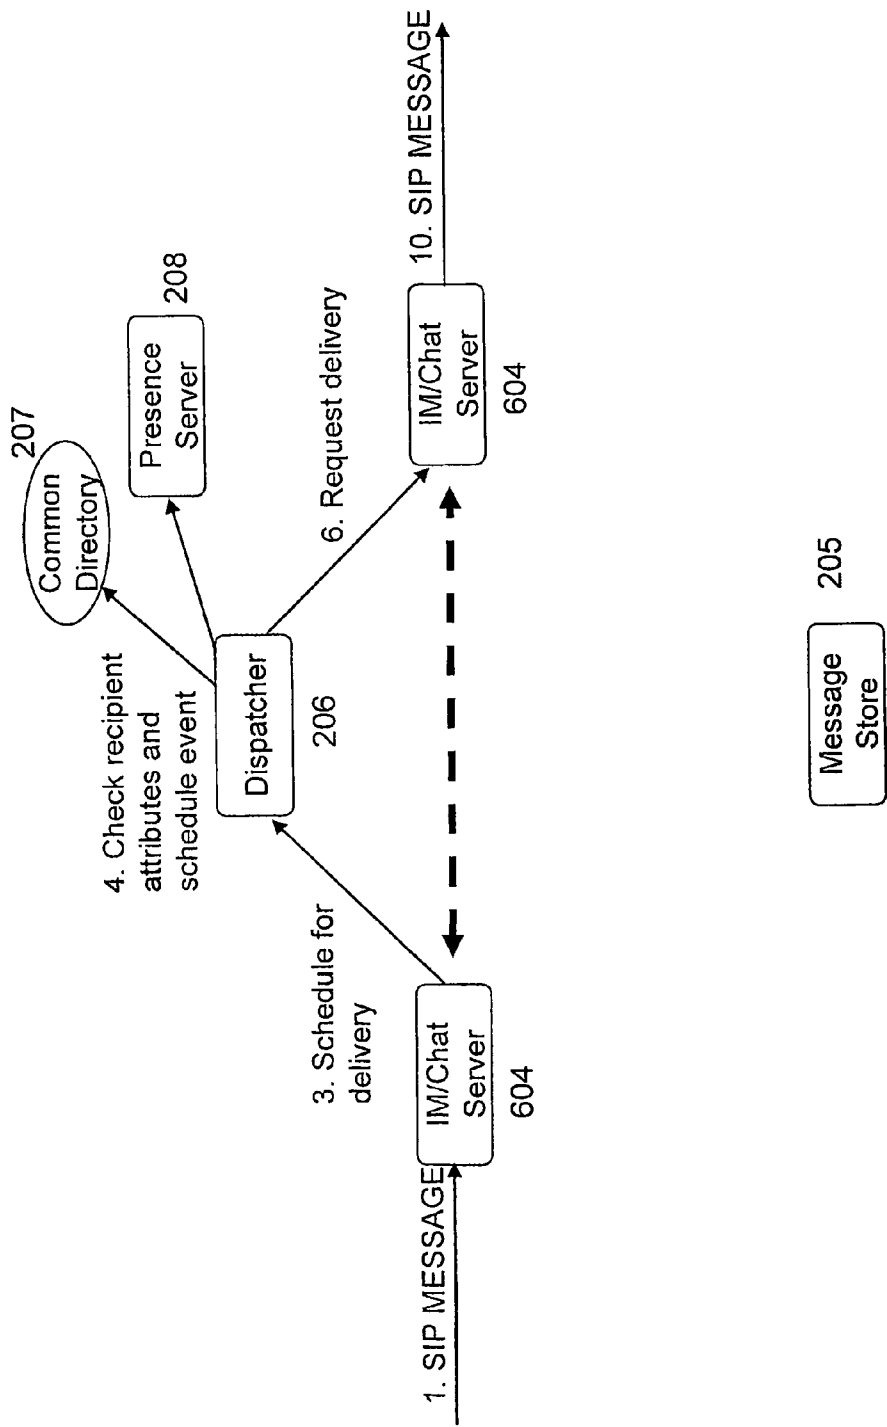 207
Common
Directory
208
Presence
Server
4. Check recipient
attributes and
schedule event
Dispatcher
206
6. Request delivery
3. Schedule for
delivery
1. SIP MESSAGE
IM/Chat
Server
604
IM/Chat
Server
604
10. SIP MESSAGE
Message
Store
205